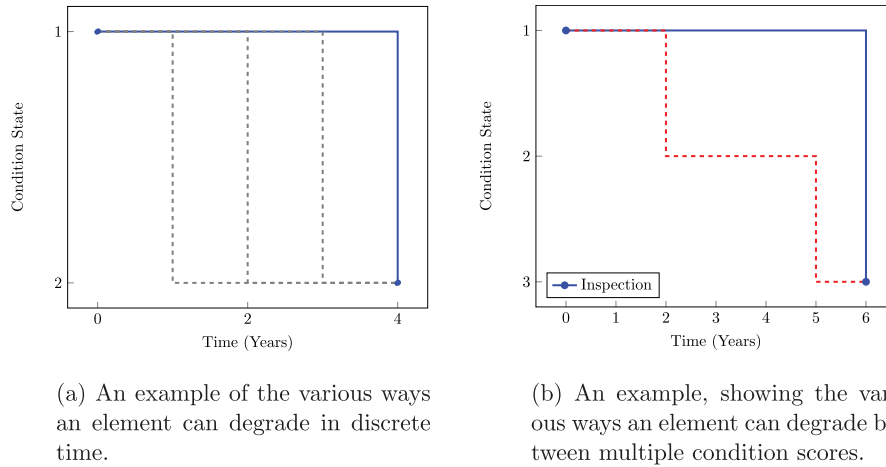 1
2
Condition State
0
2
4
Time (Years)
(a) An example of the various ways
an element can degrade in discrete
time.
1
2
3
Condition State
Inspection
0 1 2 3 4 5 6
Time (Years)
(b) An example, showing the var
ous ways an element can degrade b
tween multiple condition scores.